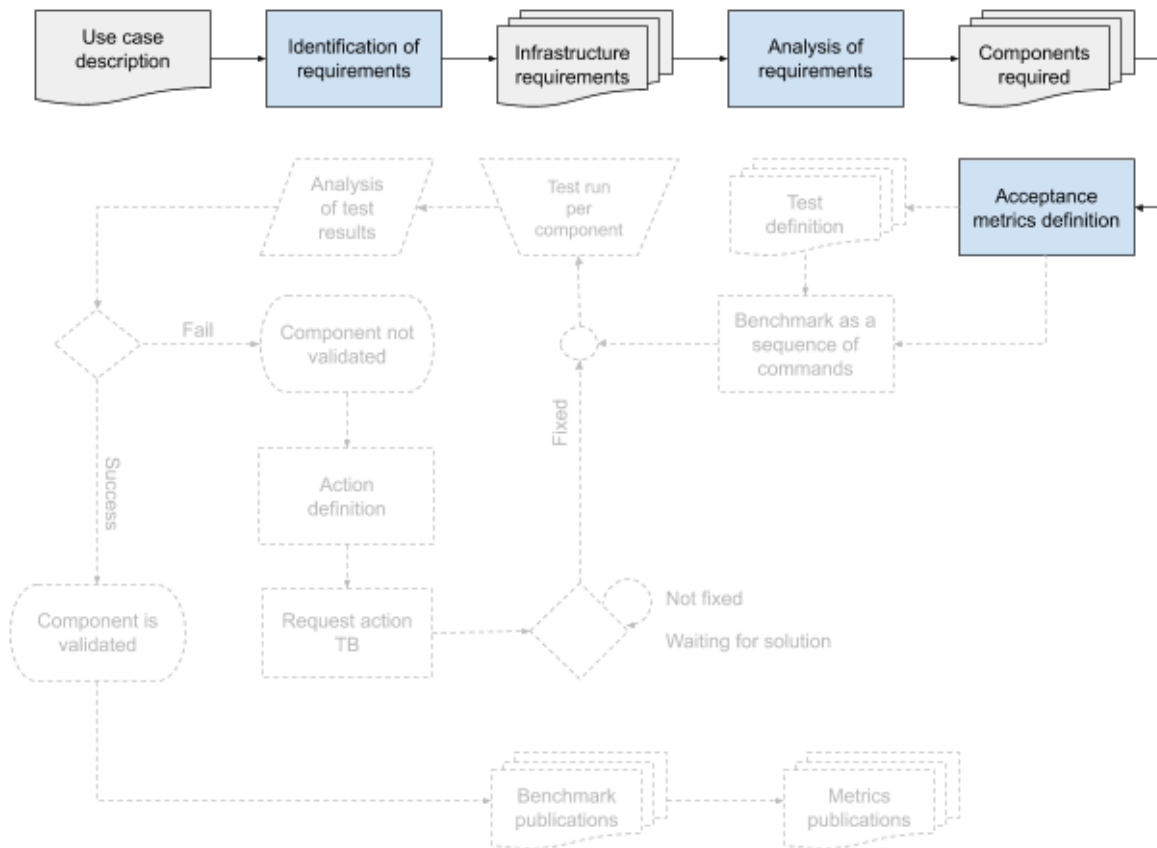 Use case
description
Identification of
requirements
Infrastructure
requirements
Analysis of
requirements
Components
required
Analysis
of test
results
Test run
per
component
Test
definition
Acceptance
metrics definition
Fail
Component not
validated
Benchmark as a
sequence of
commands
Fixed
Success
Action
definition
Component is
validated
Request action
TB
Not fixed
Waiting for solution
Benchmark
publications
Metrics
publications